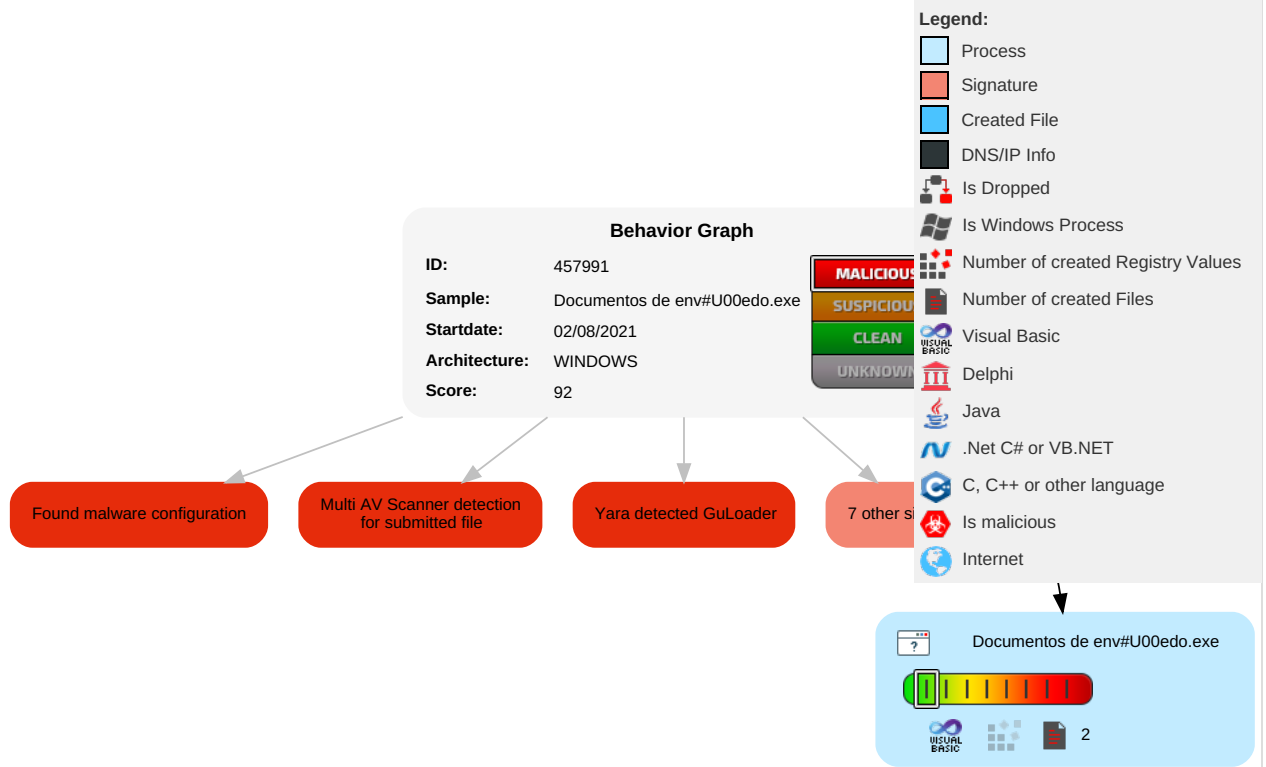 Legend:
Process
Signature
Created File
DNS/IP Info
Is Dropped
Is Windows Process
Number of created Registry Values
Number of created Files
Visual Basic
Delphi
Java
.Net C# or VB.NET
C, C++ or other language
Is malicious
Internet
VISUAL
BASIC
Behavior Graph
ID: 457991
Sample: Documentos de env#U00edo.exe
Startdate: 02/08/2021
Architecture: WINDOWS
Score: 92
MALICIOUS
SUSPICIOU
CLEAN
UNKNOWN
Found malware configuration
Multi AV Scanner detection
for submitted file
Yara detected GuLoader
7 other si
Documentos de env#U00edo.exe
?
VISUAL
BASIC
2